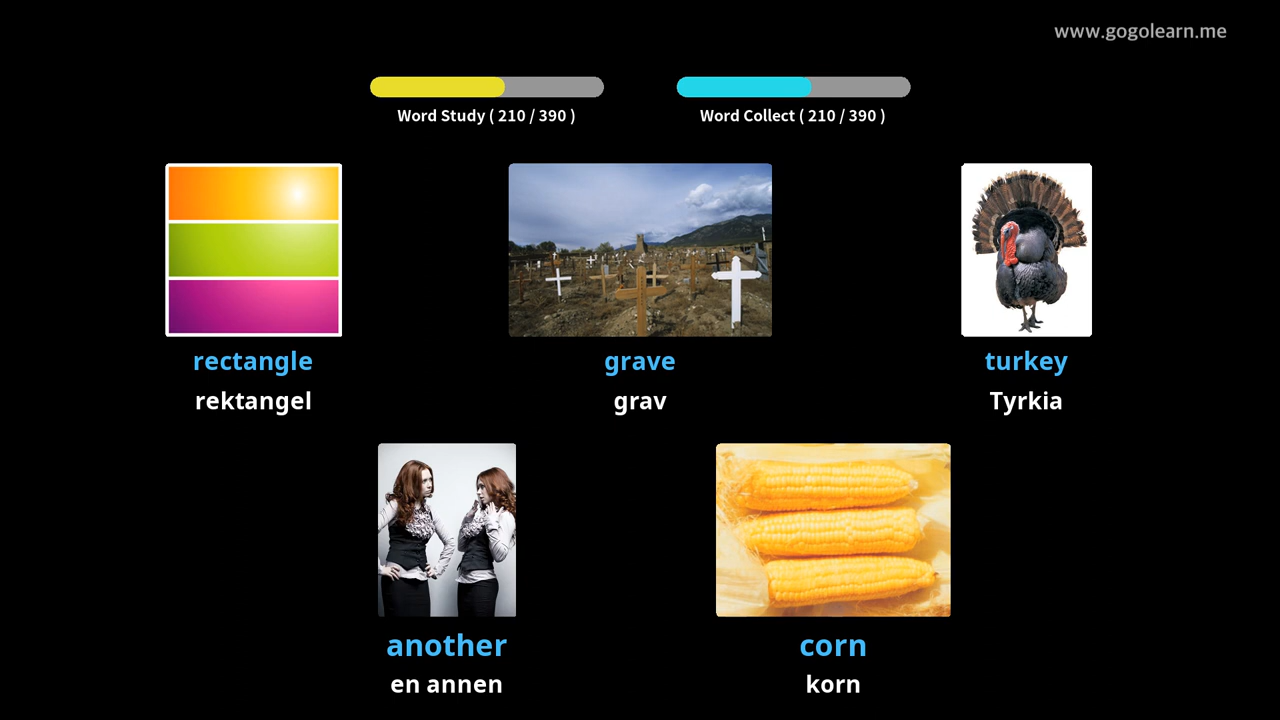 www.gogolearn.me
Word Study ( 210 / 390 )
Word Collect ( 210 / 390 )
rectangle
rektangel
grave
grav
turkey
Tyrkia
another
en annen
corn
korn